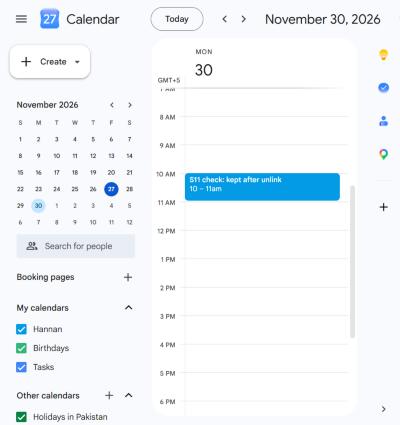 27 Calendar
Today
November 30, 2026
Create
November 2026
S M T W T F S
1 2 3 4 5 6 7
8 9 10 11 12 13 14
15 16 17 18 19 20 21
22 23 24 25 26 27 28
29 30 1 2 3 4 5
6 7 8 9 10 11 12
Search for people
Booking pages
My calendars
Hannan
Birthdays
Tasks
Other calendars
Holidays in Pakistan
MON
30
GMT+5
8 AM
9 AM
10 AM
S11 check: kept after unlink
10 – 11am
11 AM
12 PM
1 PM
2 PM
3 PM
4 PM
5 PM
6 PM